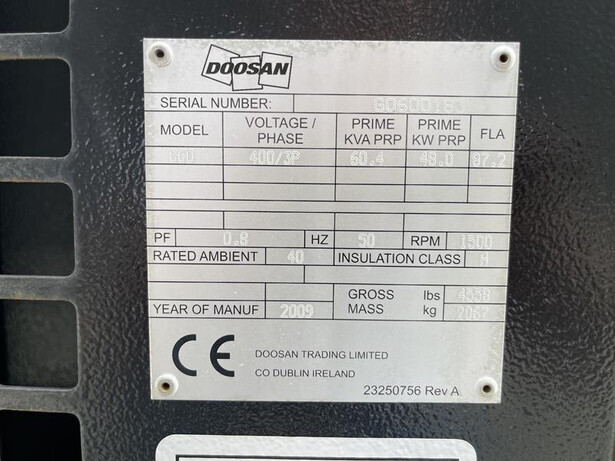 DOOSAN
SERIAL NUMBER:
MODEL VOLTAGE / PHASE PRIME KVA PRP PRIME KW PRP FLA
400/3P 60.4 48.0 87.2
PF 0.8 HZ 50 RPM 1500
RATED AMBIENT 40 INSULATION CLASS H
YEAR OF MANUF 2009 GROSS MASS lbs 4558 kg 2067
CE DOOSAN TRADING LIMITED
CO DUBLIN IRELAND
23250756 Rev A